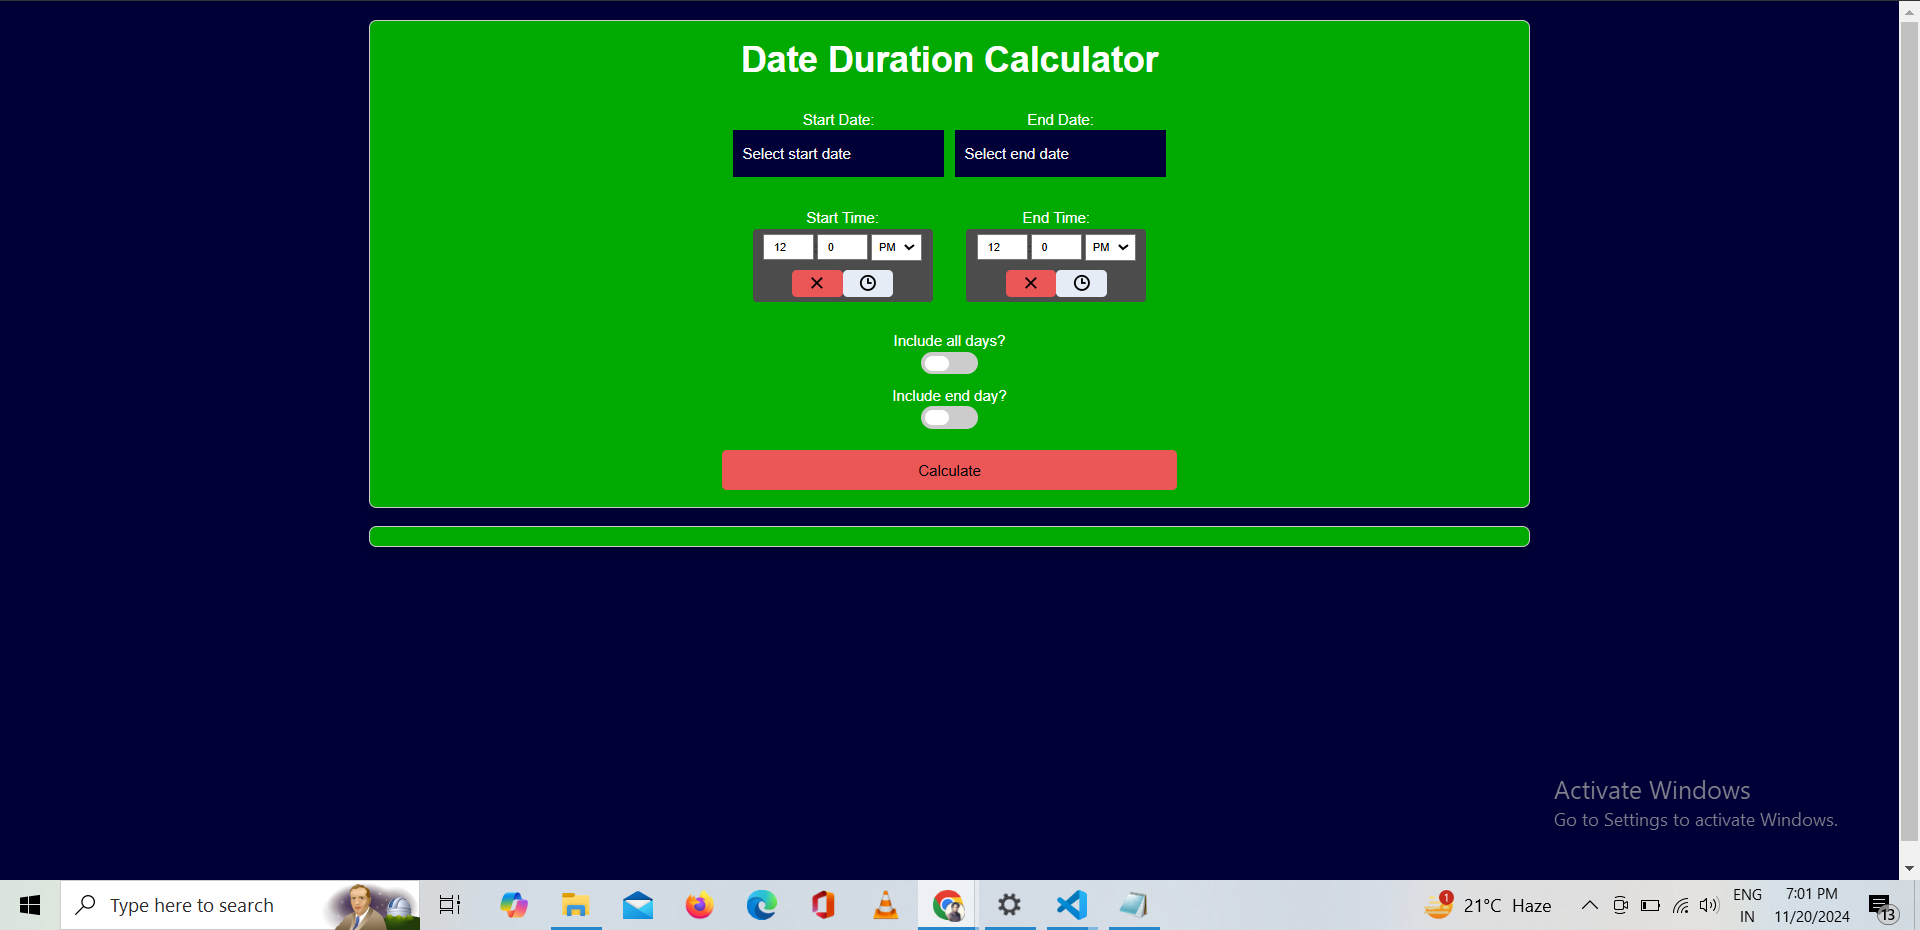 Date Duration Calculator
Start Date: End Date:
Select start date Select end date
Start Time: End Time:
12 : 0 PM 12 : 0 PM
Include all days?
Include end day?
Calculate
Activate Windows
Go to Settings to activate Windows.
Type here to search
1
21°C Haze
ENG
IN
7:01 PM
11/20/2024
13